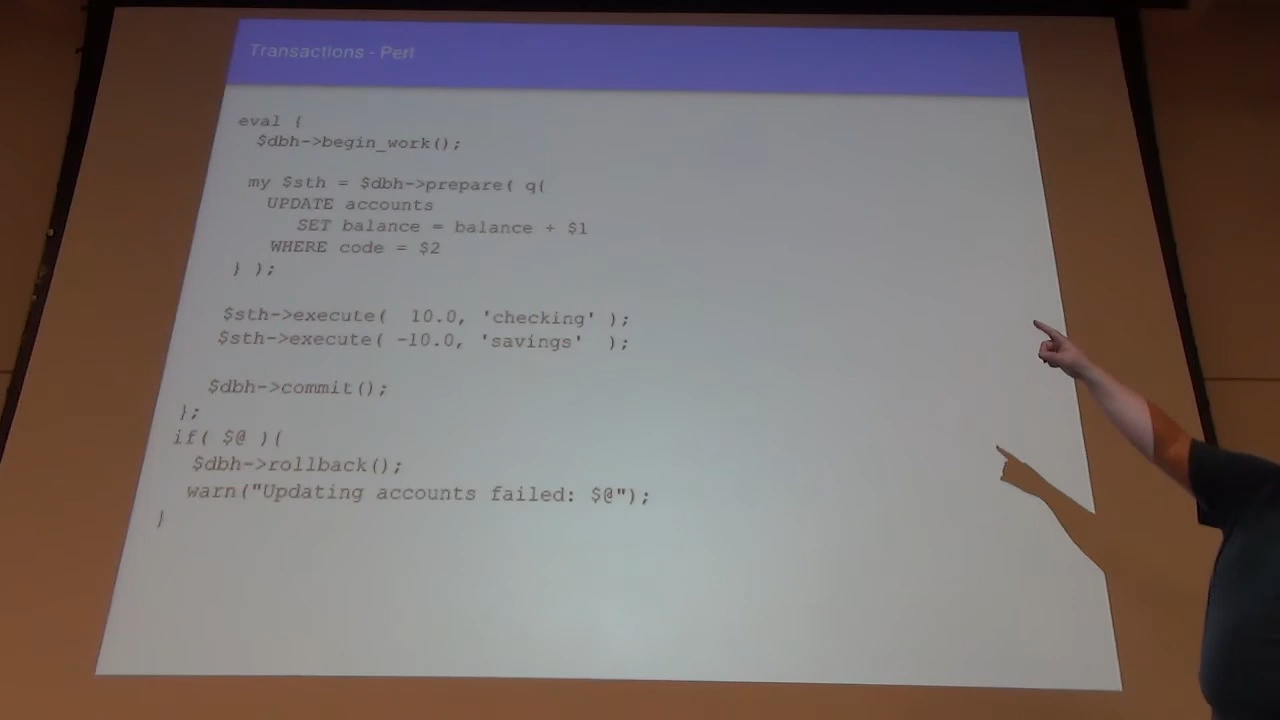 Transactions - Perl
eval {
$dbh->begin_work();
my $sth = $dbh->prepare( q{
UPDATE accounts
SET balance = balance + $1
WHERE code = $2
} );
$sth->execute(  10.0, 'checking' );
$sth->execute( -10.0, 'savings'  );
$dbh->commit();
};
if( $@ ){
$dbh->rollback();
warn("Updating accounts failed: $@");
}